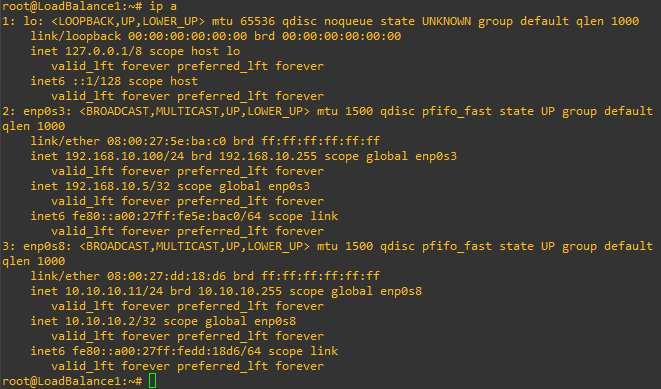 root@LoadBalance1:~# ip a
1: lo: <LOOPBACK,UP,LOWER_UP> mtu 65536 qdisc noqueue state UNKNOWN group default qlen 1000
link/loopback 00:00:00:00:00:00 brd 00:00:00:00:00:00
inet 127.0.0.1/8 scope host lo
valid_lft forever preferred_lft forever
inet6 ::1/128 scope host
valid_lft forever preferred_lft forever
2: enp0s3: <BROADCAST,MULTICAST,UP,LOWER_UP> mtu 1500 qdisc pfifo_fast state UP group default
qlen 1000
link/ether 08:00:27:5e:ba:c0 brd ff:ff:ff:ff:ff:ff
inet 192.168.10.100/24 brd 192.168.10.255 scope global enp0s3
valid_lft forever preferred_lft forever
inet 192.168.10.5/32 scope global enp0s3
valid_lft forever preferred_lft forever
inet6 fe80::a00:27ff:fe5e:bac0/64 scope link
valid_lft forever preferred_lft forever
3: enp0s8: <BROADCAST,MULTICAST,UP,LOWER_UP> mtu 1500 qdisc pfifo_fast state UP group default
qlen 1000
link/ether 08:00:27:dd:18:d6 brd ff:ff:ff:ff:ff:ff
inet 10.10.10.11/24 brd 10.10.10.255 scope global enp0s8
valid_lft forever preferred_lft forever
inet 10.10.10.2/32 scope global enp0s8
valid_lft forever preferred_lft forever
inet6 fe80::a00:27ff:fedd:18d6/64 scope link
valid_lft forever preferred_lft forever
root@LoadBalance1:~#